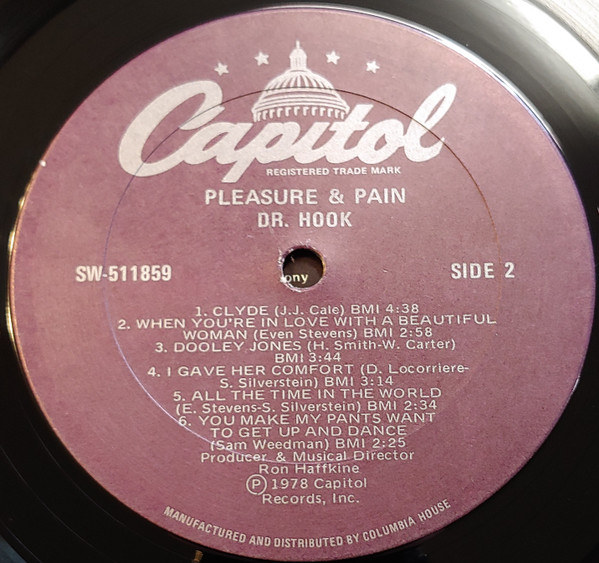 Capitol
REGISTERED TRADE MARK
PLEASURE & PAIN
DR. HOOK
SW-511859
SIDE 2
ony
1. CLYDE (J.J. Cale) BMI 4:38
2. WHEN YOU'RE IN LOVE WITH A BEAUTIFUL
WOMAN (Even Stevens) BMI 2:58
3. DOOLEY JONES (H. Smith-W. Carter)
BMI 3:44
4. I GAVE HER COMFORT (D. Locorriere-
S. Silverstein) BMI 3:14
5. ALL THE TIME IN THE WORLD
(E. Stevens-S. Silverstein) BMI 2:34
6. YOU MAKE MY PANTS WANT
TO GET UP AND DANCE
(Sam Weedman) BMI 2:25
Producer & Musical Director
Ron Haffkine
Ⓟ 1978 Capitol
Records, Inc.
MANUFACTURED AND DISTRIBUTED BY COLUMBIA HOUSE